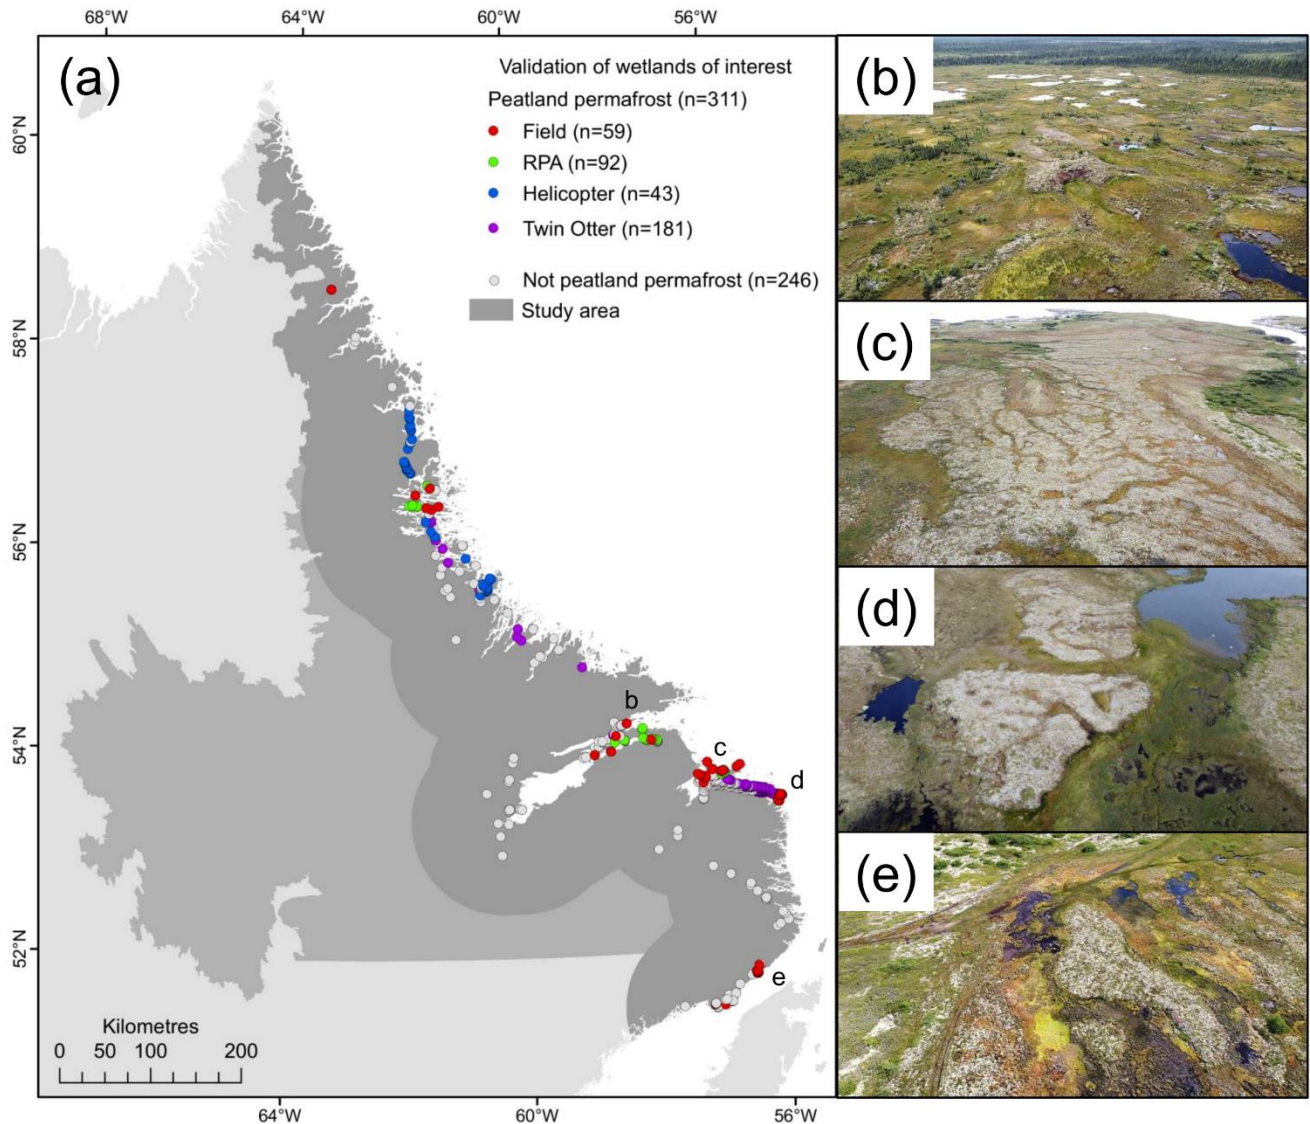 68°W 64°W 60°W 56°W
(a)
Validation of wetlands of interest
Peatland permafrost (n=311)
Field (n=59)
RPA (n=92)
Helicopter (n=43)
Twin Otter (n=181)
Not peatland permafrost (n=246)
Study area
60°N
58°N
56°N
54°N
52°N
b
c
d
e
Kilometres
0 50 100 200
64°W 60°W 56°W
(b)
(c)
(d)
(e)